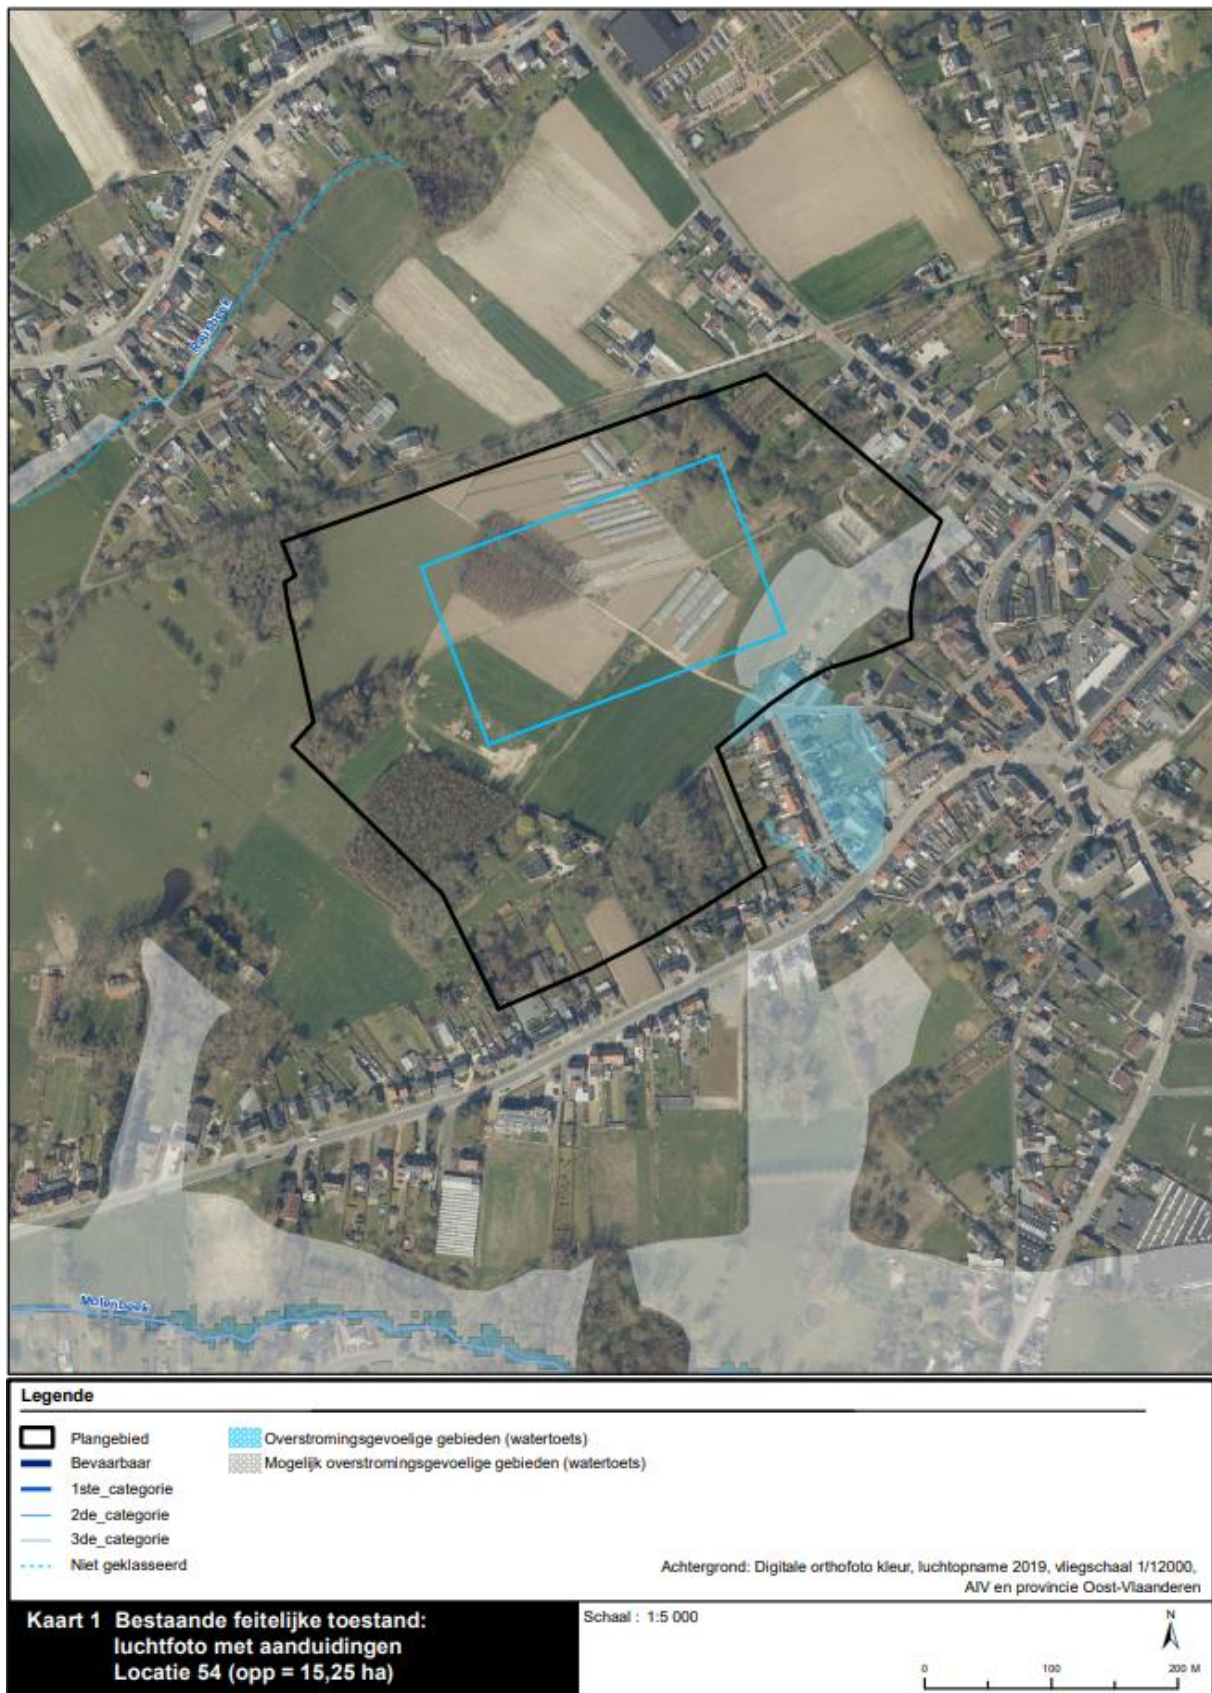 Reusbeek
Molenbeek
Legende
Plangebied
Bevaarbaar
1ste_categorie
2de_categorie
3de_categorie
Niet geklasseerd
Overstromingsgevoelige gebieden (watertoets)
Mogelijk overstromingsgevoelige gebieden (watertoets)
Achtergrond: Digitale orthofoto kleur, luchtopname 2019, vliegschaal 1/12000,
AIV en provincie Oost-Vlaanderen
Kaart 1 Bestaande feitelijke toestand:
luchtfoto met aanduidingen
Locatie 54 (opp = 15,25 ha)
Schaal : 1:5 000
N
0 100 200 M